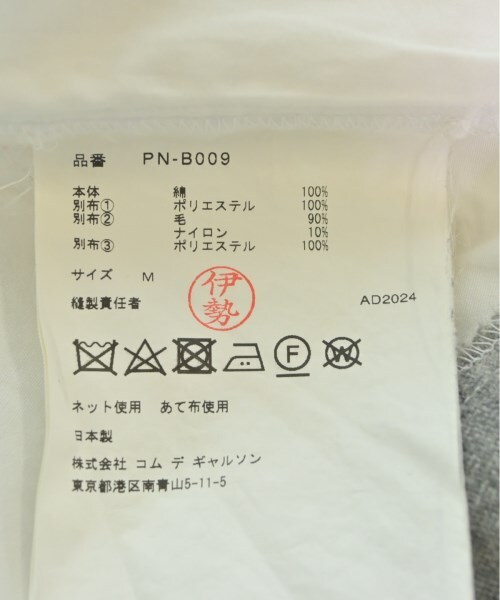 品番 PN-B009
本体 綿 100%
別布① ポリエステル 100%
別布② 毛 90%
ナイロン 10%
別布③ ポリエステル 100%
サイズ M
伊勢
縫製責任者 AD2024
F W
ネット使用 あて布使用
日本製
株式会社 コム デ ギャルソン
東京都港区南青山5-11-5